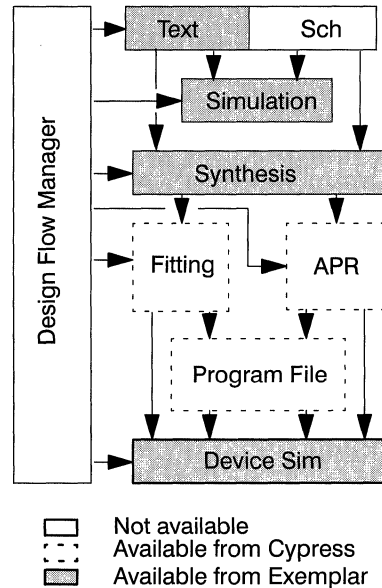 Text
Sch
Simulation
Synthesis
Design Flow Manager
Fitting
APR
Program File
Device Sim
Not available
Available from Cypress
Available from Exemplar